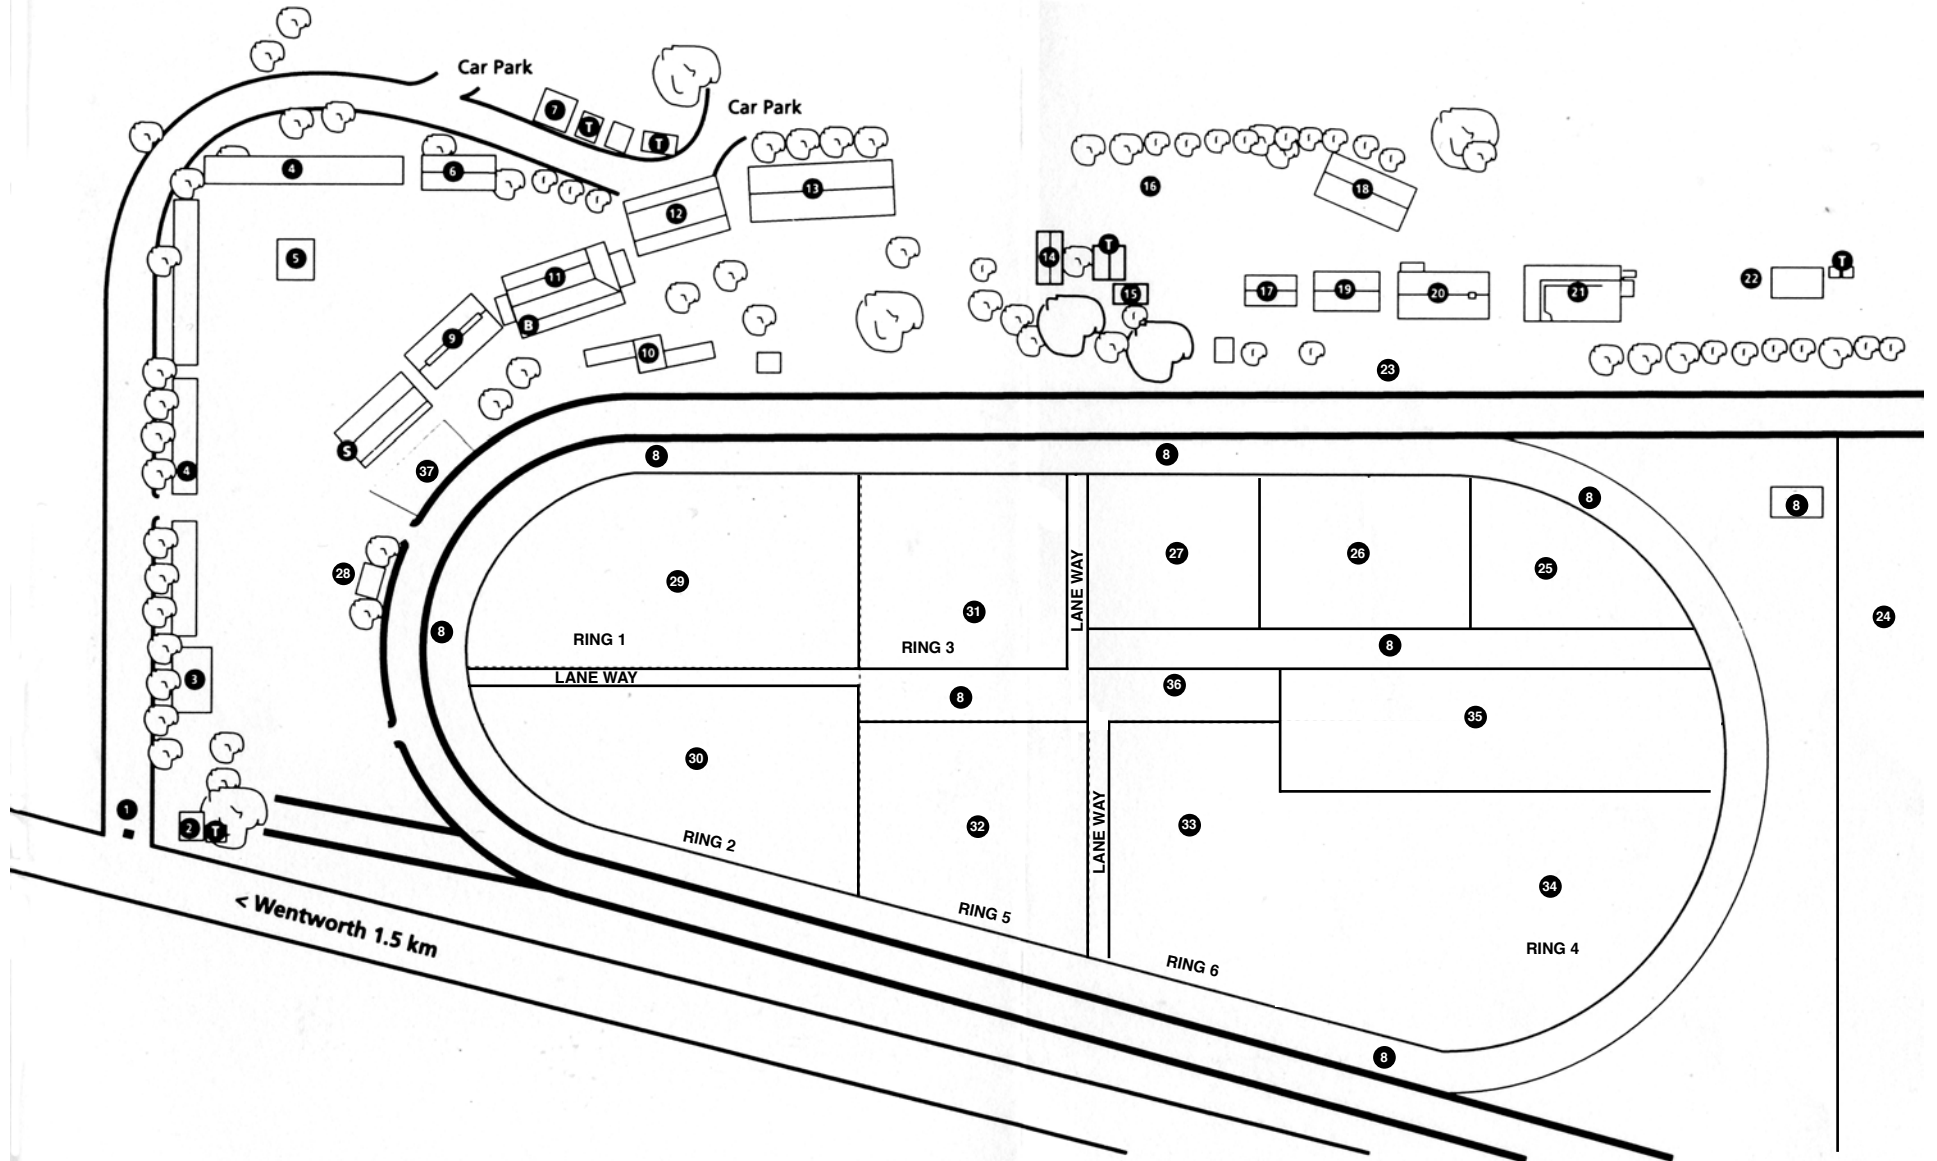 Car Park
Car Park
7
T
T
4
6
12
13
16
18
5
11
14
T
15
17
19
20
21
22
T
9
B
10
23
S
37
4
8
8
8
8
28
29
31
LANE WAY
27
26
25
24
8
RING 1
RING 3
8
3
LANE WAY
8
36
35
30
32
LANE WAY
33
34
1
2
T
RING 2
RING 5
RING 6
RING 4
< Wentworth 1.5 km
8